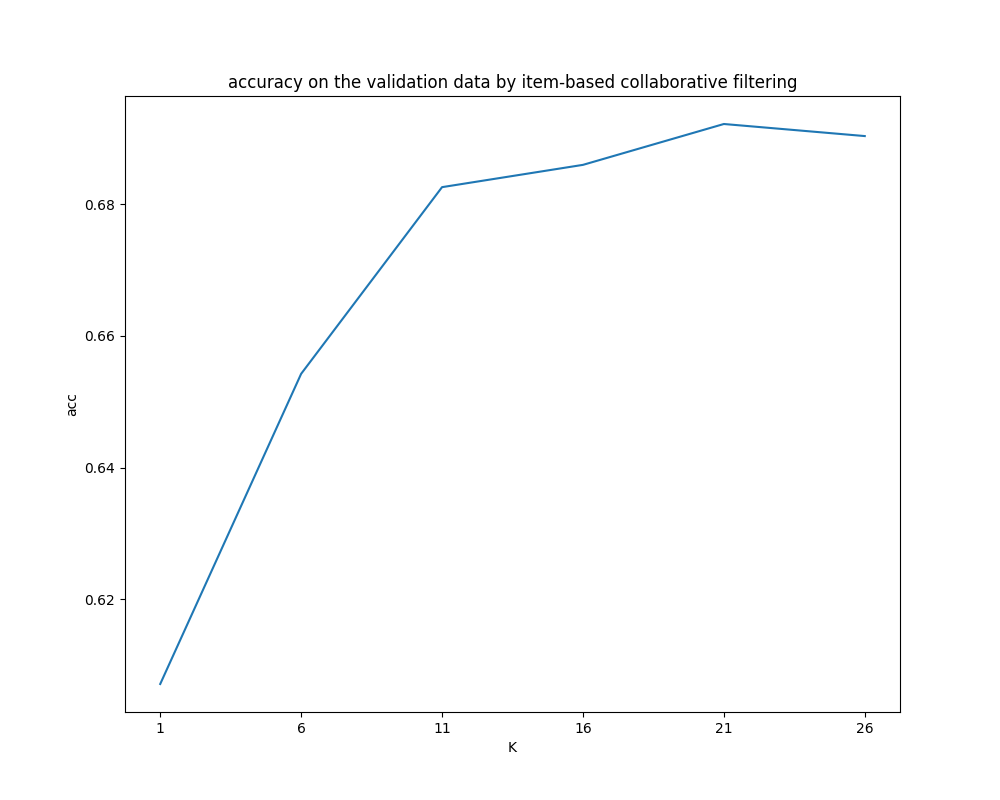 accuracy on the validation data by item-based collaborative filtering
0.68
0.66
0.64
0.62
acc
1 6 11 16 21 26
K